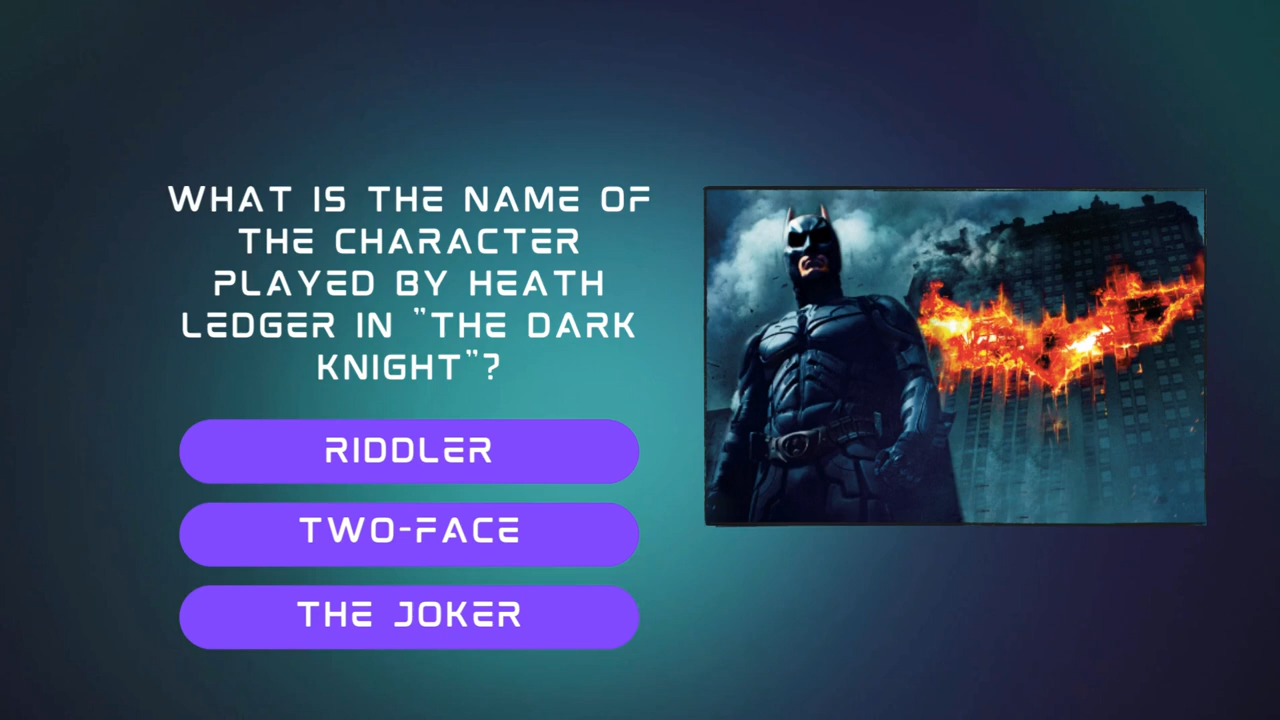 WHAT IS THE NAME OF
THE CHARACTER
PLAYED BY HEATH
LEDGER IN "THE DARK
KNIGHT"?
RIDDLER
TWO-FACE
THE JOKER